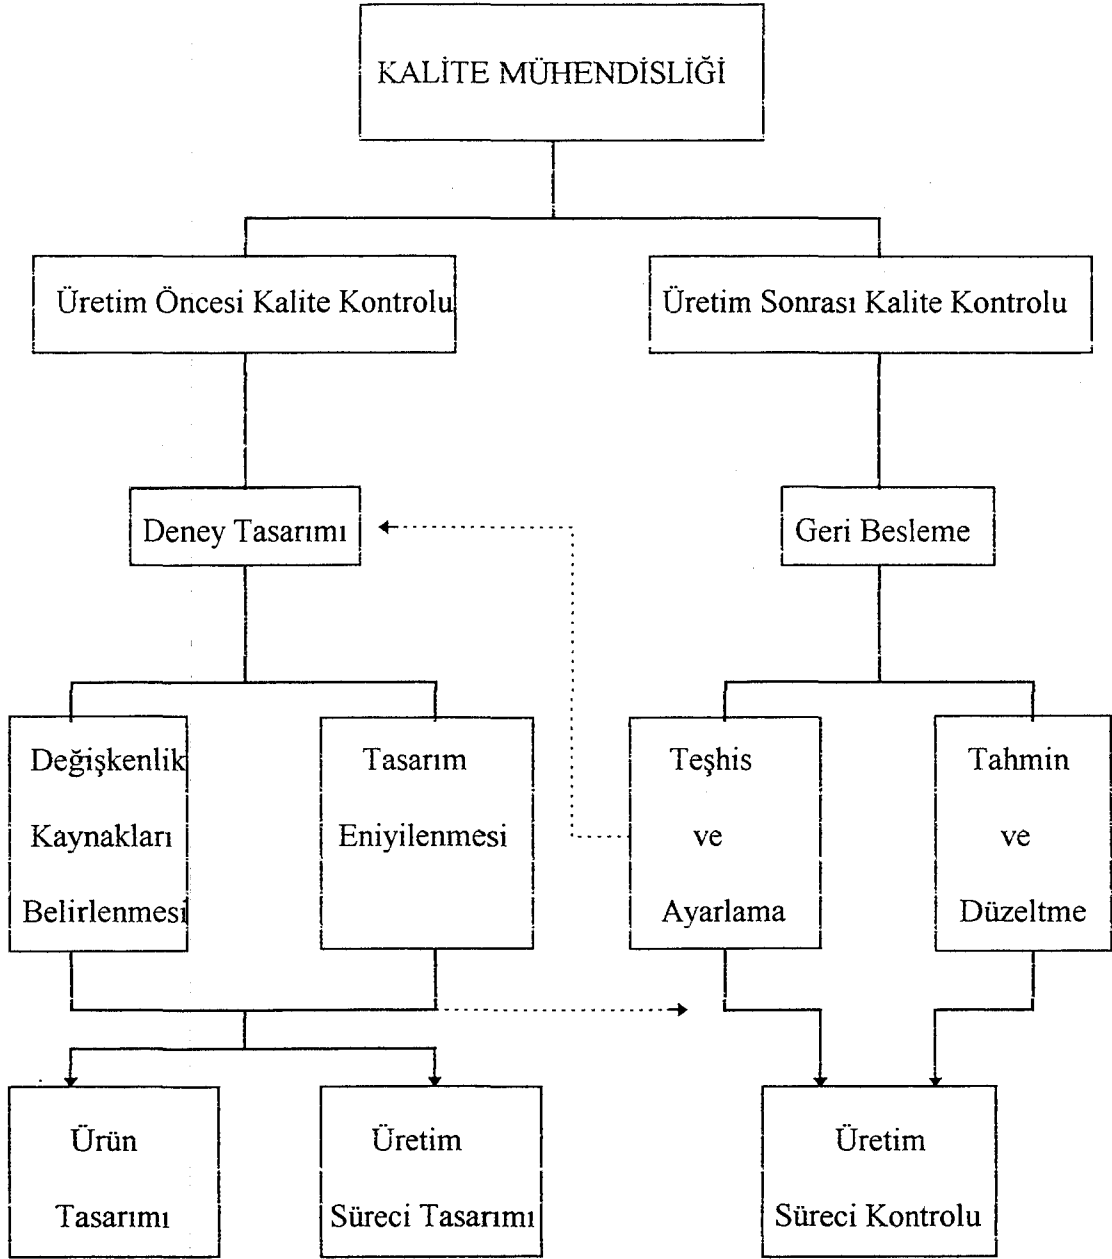 KALİTE MÜHENDİSLİĞİ
Üretim Öncesi Kalite Kontrolu
Üretim Sonrası Kalite Kontrolu
Deney Tasarımı
Geri Besleme
Değişkenlik
Kaynakları
Belirlenmesi
Tasarım
Eniyilenmesi
Teşhis
ve
Ayarlama
Tahmin
ve
Düzeltme
Ürün
Tasarımı
Üretim
Süreci Tasarımı
Üretim
Süreci Kontrolu